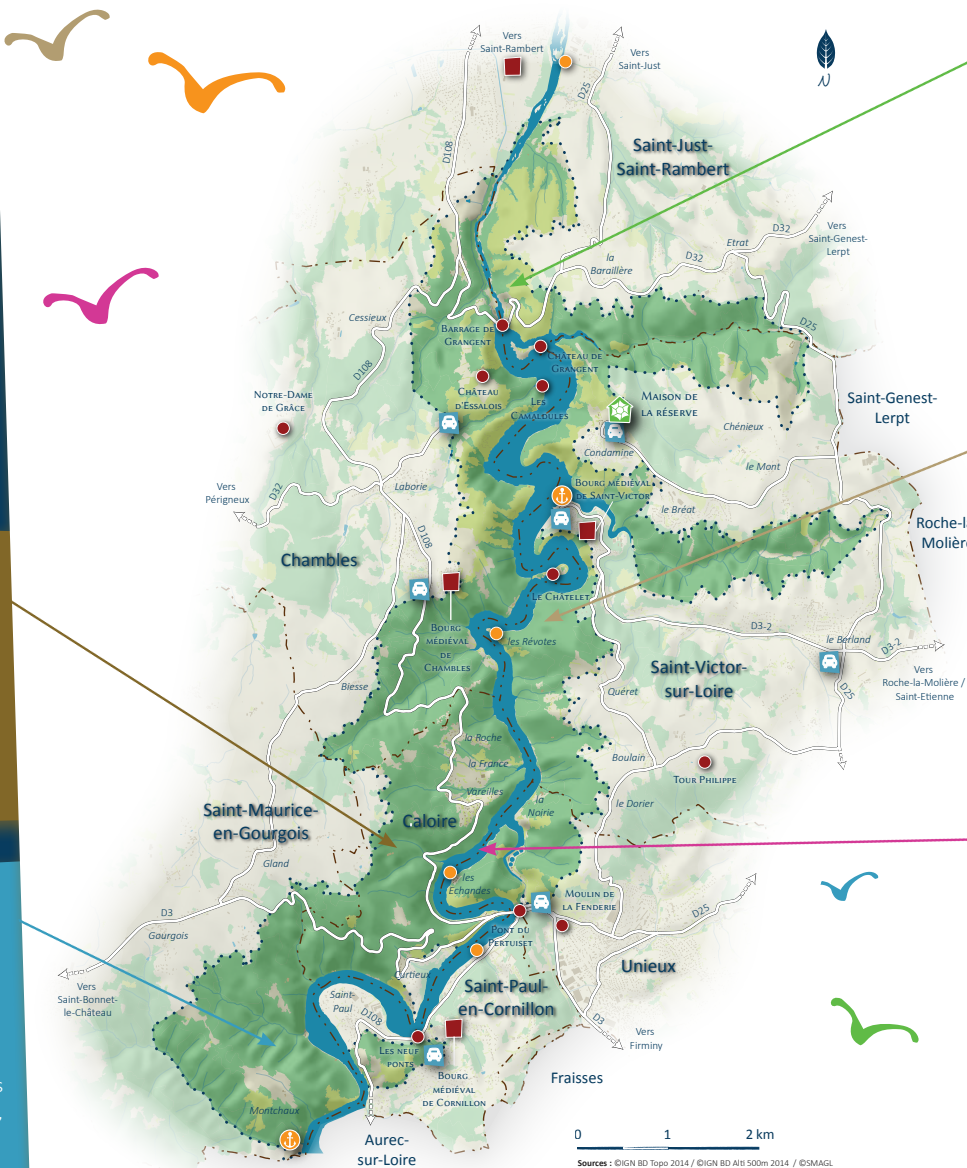 Vers
Saint-Rambert
Vers
Saint-Just
N
D25
D108
Saint-Just-
Saint-Rambert
D32
Etrat
Vers
Saint-Genest-
Lerpt
la
Baraillère
D32
Cessieux
Barrage de
Grangent
D25
Château de
Grangent
D108
Château
d'Essalois
Les
Camaldules
Notre-Dame
de Grâce
Maison de
la réserve
Saint-Genest-
Lerpt
Chénieux
Condamine
le Mont
Vers
Périgneux
D32
Laborie
Bourg médiéval
de Saint-Victor
le Bréat
Roche-la-
Molière
D108
Chambles
Le Châtelet
Bourg
médiéval
de
Chambles
les Révotes
D3-2
le Berland
D3-2
Vers
Roche-la-Molière /
Saint-Etienne
Saint-Victor-
sur-Loire
D25
Biesse
Quéret
la Roche
la France
Boulain
Tour Philippe
Vareilles
la
Noirie
le Dorier
Saint-Maurice-
en-Gourgois
Caloire
Gland
les
Echandes
Moulin de
la Fenderie
D3
Gourgois
Pont du
Pertuiset
D25
Unieux
Vers
Saint-Bonnet-
le-Château
Curtieux
Saint-
Paul
Saint-Paul-
en-Cornillon
D108
D3
Vers
Firminy
Les neuf
ponts
Bourg
médiéval
de Cornillon
Fraisses
s
Montchaux
Aurec-
sur-Loire
0 1 2 km
Sources : ©IGN BD Topo 2014 / ©IGN BD Alti 500m 2014 / ©SMAGL